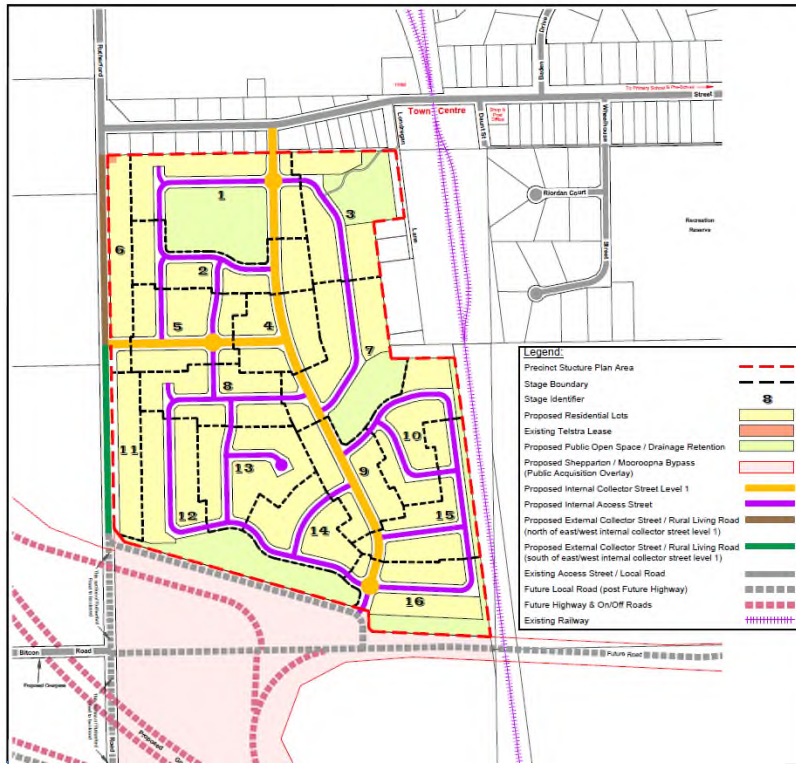 Rutherford
Drive
Baden
To Primary School & Pre-School
Street
Town Centre
Londregan
Lane
Daunt St
Shop & Post Office
Wheelhouse
Street
Riordan Court
Recreation
Reserve
1
2
3
4
5
6
7
8
9
10
11
12
13
14
15
16
Legend:
Precinct Stucture Plan Area
Stage Boundary
Stage Identifier
8
Proposed Residential Lots
Existing Telstra Lease
Proposed Public Open Space / Drainage Retention
Proposed Shepparton / Mooroopna Bypass
(Public Acquisition Overlay)
Proposed Internal Collector Street Level 1
Proposed Internal Access Street
Proposed External Collector Street / Rural Living Road
(north of east/west internal collector street level 1)
Proposed External Collector Street / Rural Living Road
(south of east/west internal collector street level 1)
Existing Access Street / Local Road
Future Local Road (post Future Highway)
Future Highway & On/Off Roads
Existing Railway
Bitcon Road
Proposed Overpass
Future Road
Road
Proposed